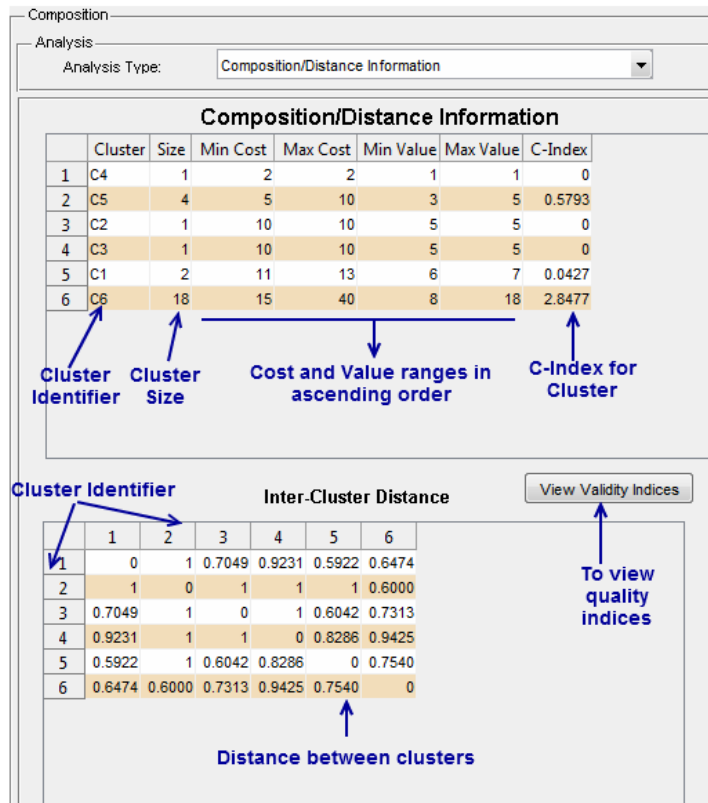 Composition
Analysis
Analysis Type: Composition/Distance Information
Composition/Distance Information
Cluster Size Min Cost Max Cost Min Value Max Value C-Index
1 C4 1 2 2 1 1 0
2 C5 4 5 10 3 5 0.5793
3 C2 1 10 10 5 5 0
4 C3 1 10 10 5 5 0
5 C1 2 11 13 6 7 0.0427
6 C6 18 15 40 8 18 2.8477
Cluster Identifier
Cluster Size
Cost and Value ranges in ascending order
C-Index for Cluster
Cluster Identifier
Inter-Cluster Distance
View Validity Indices
1 2 3 4 5 6
1 0 1 0.7049 0.9231 0.5922 0.6474
2 1 0 1 1 1 0.6000
3 0.7049 1 0 1 0.6042 0.7313
4 0.9231 1 1 0 0.8286 0.9425
5 0.5922 1 0.6042 0.8286 0 0.7540
6 0.6474 0.6000 0.7313 0.9425 0.7540 0
To view
quality
indices
Distance between clusters